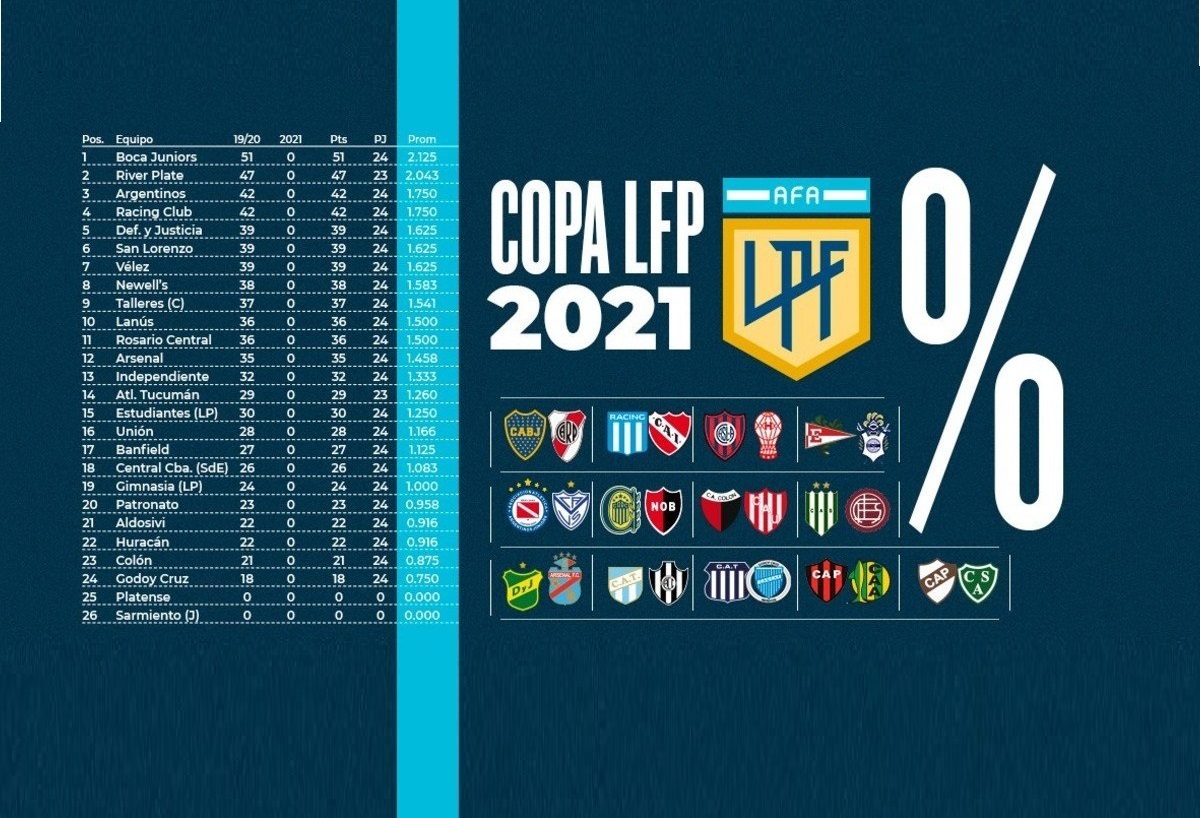 Pos. Equipo 19/20 2021 Pts PJ Prom
1 Boca Juniors 51 0 51 24 2.125
2 River Plate 47 0 47 23 2.043
3 Argentinos 42 0 42 24 1.750
4 Racing Club 42 0 42 24 1.750
5 Def. y Justicia 39 0 39 24 1.625
6 San Lorenzo 39 0 39 24 1.625
7 Vélez 39 0 39 24 1.625
8 Newell's 38 0 38 24 1.583
9 Talleres (C) 37 0 37 24 1.541
10 Lanús 36 0 36 24 1.500
11 Rosario Central 36 0 36 24 1.500
12 Arsenal 35 0 35 24 1.458
13 Independiente 32 0 32 24 1.333
14 Atl. Tucumán 29 0 29 23 1.260
15 Estudiantes (LP) 30 0 30 24 1.250
16 Unión 28 0 28 24 1.166
17 Banfield 27 0 27 24 1.125
18 Central Cba. (SdE) 26 0 26 24 1.083
19 Gimnasia (LP) 24 0 24 24 1.000
20 Patronato 23 0 23 24 0.958
21 Aldosivi 22 0 22 24 0.916
22 Huracán 22 0 22 24 0.916
23 Colón 21 0 21 24 0.875
24 Godoy Cruz 18 0 18 24 0.750
25 Platense 0 0 0 0 0.000
26 Sarmiento (J) 0 0 0 0 0.000
COPA LFP
2021
AFA
LPF
%
CABJ CARP RACING C.A.I. CASLA H E
NOB C.A. COLON CAU CAS
DyJ ARSENAL F.C. C.A.T. C.A.T CAP CAA CAP CSA